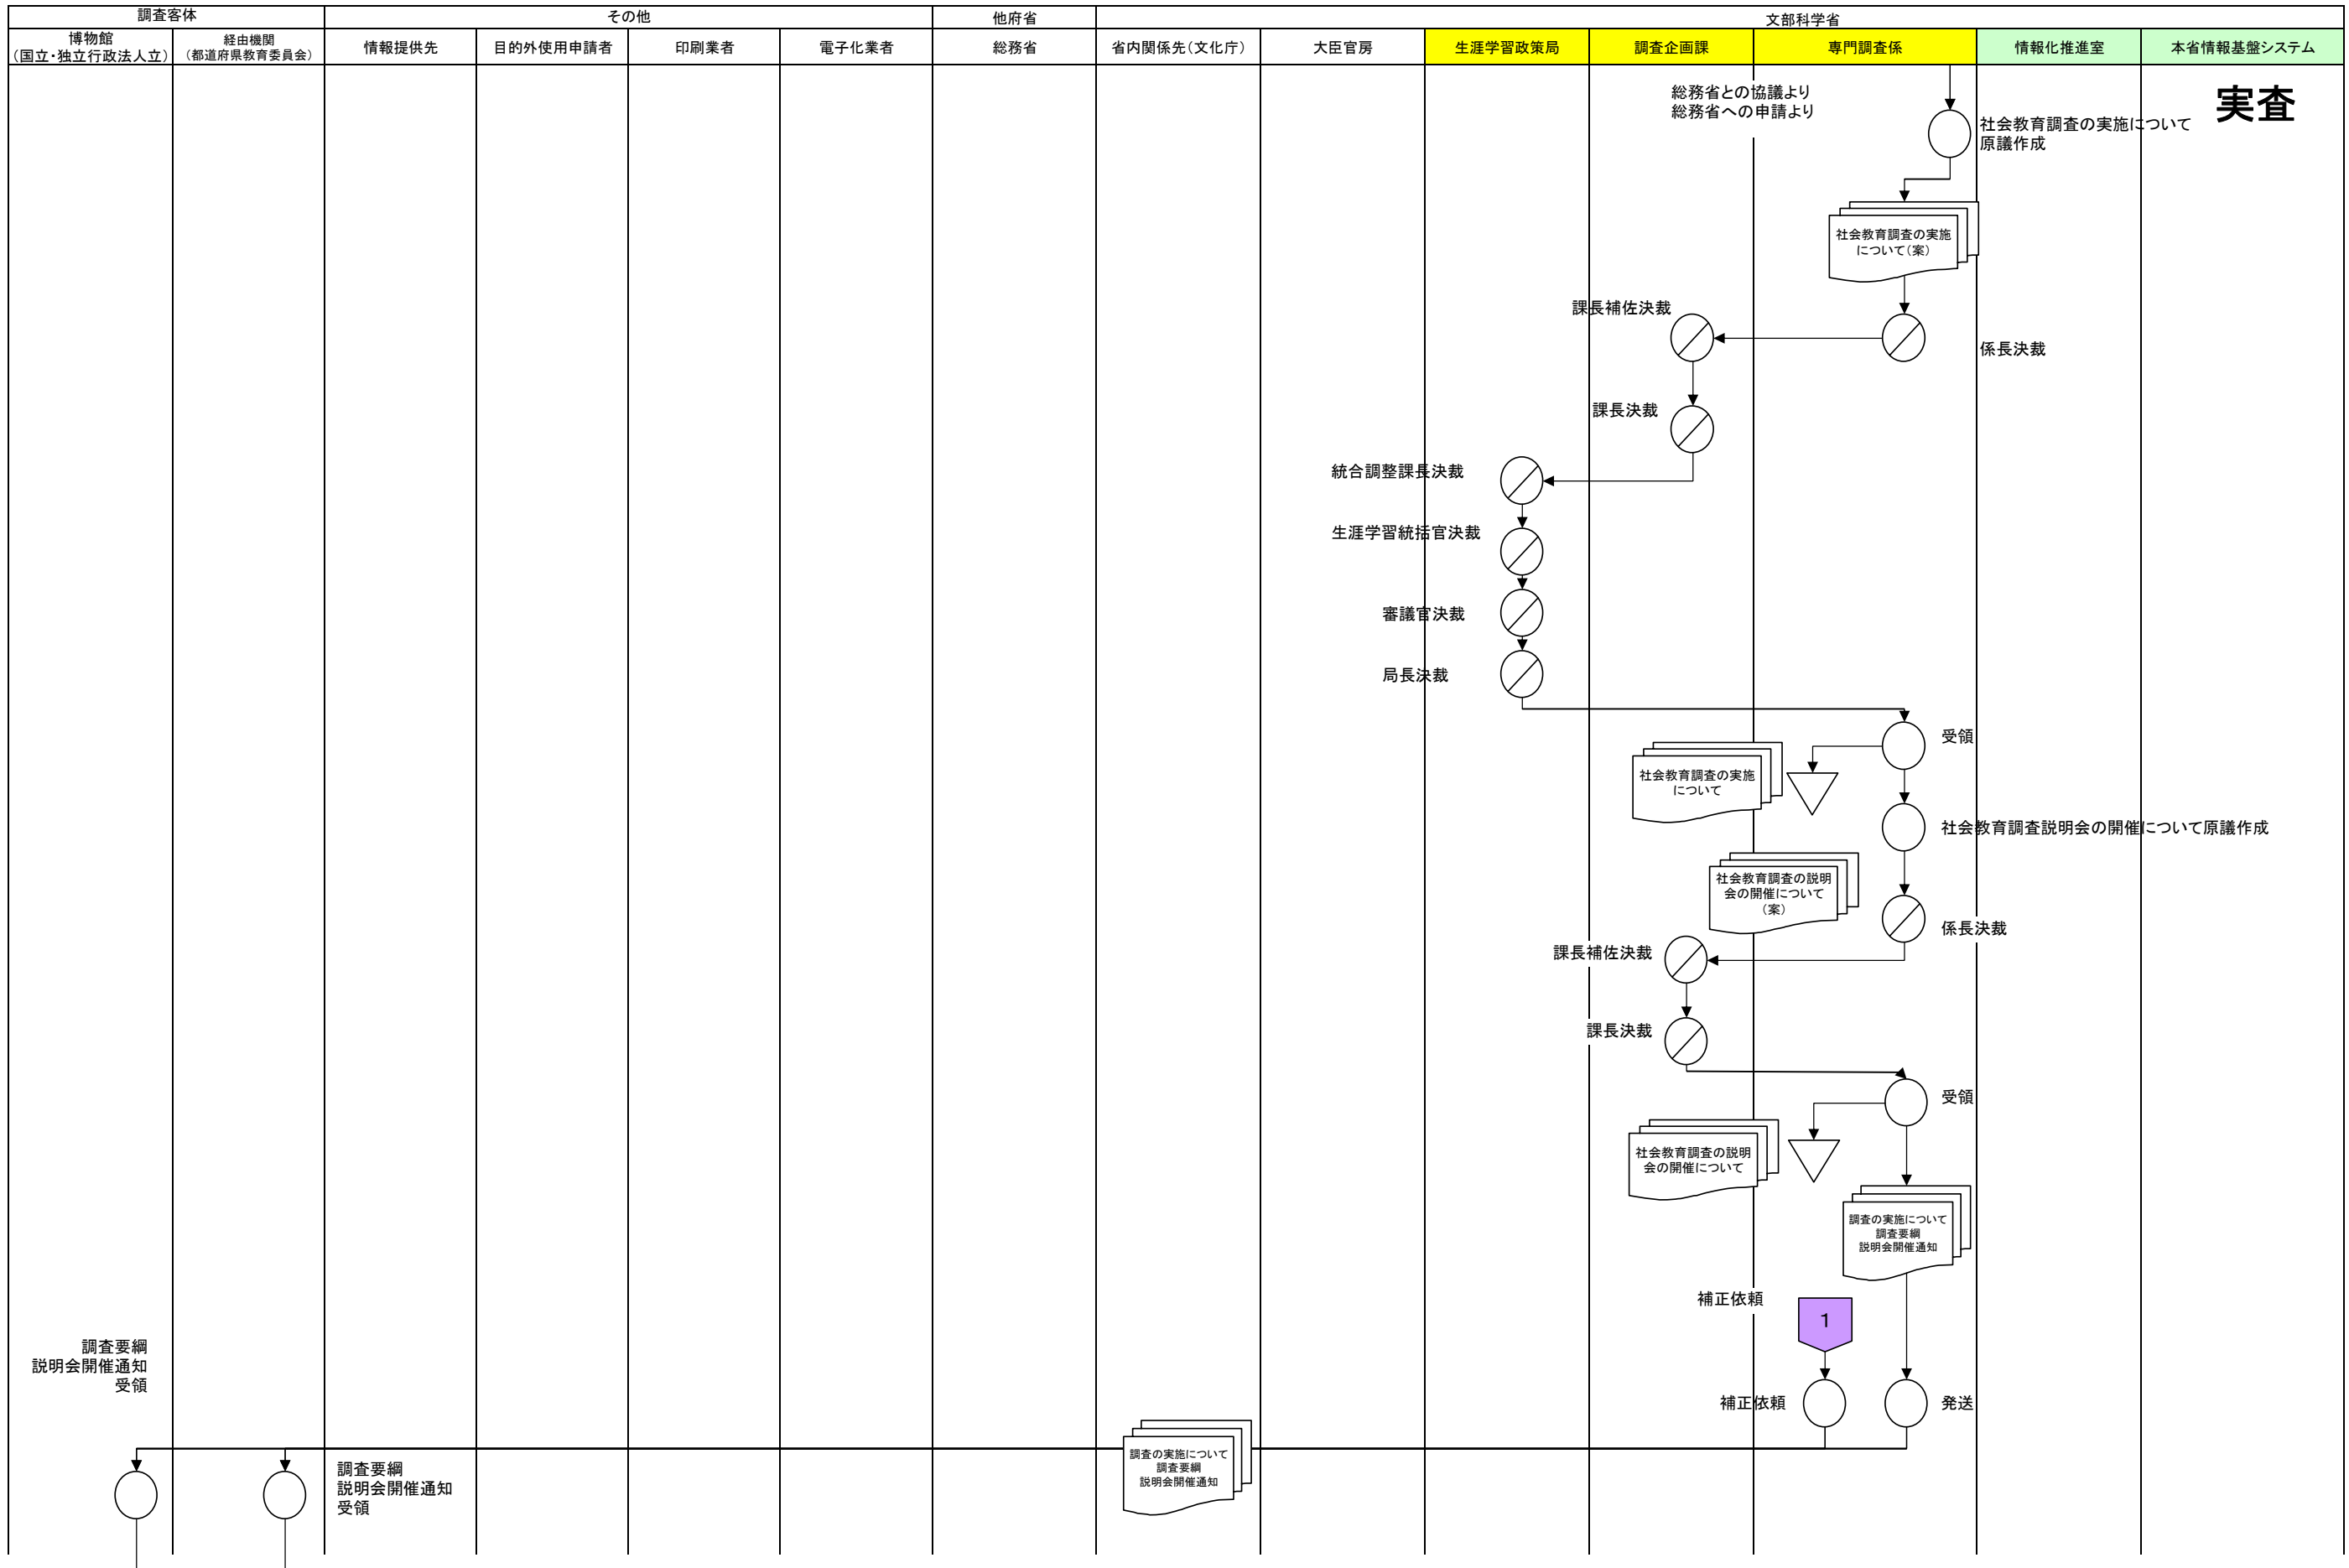 調査客体
その他
他府省
文部科学省
博物館
（国立・独立行政法人立）
経由機関
（都道府県教育委員会）
情報提供先
目的外使用申請者
印刷業者
電子化業者
総務省
省内関係先（文化庁）
大臣官房
生涯学習政策局
調査企画課
専門調査係
情報化推進室
本省情報基盤システム
実査
総務省との協議より
総務省への申請より
社会教育調査の実施について
原議作成
社会教育調査の実施
について（案）
課長補佐決裁
係長決裁
課長決裁
統合調整課長決裁
生涯学習統括官決裁
審議官決裁
局長決裁
受領
社会教育調査の実施
について
社会教育調査説明会の開催について原議作成
社会教育調査の説明
会の開催について
（案）
係長決裁
課長補佐決裁
課長決裁
受領
社会教育調査の説明
会の開催について
調査の実施について
調査要綱
説明会開催通知
補正依頼
1
調査要綱
説明会開催通知
受領
補正依頼
発送
調査の実施について
調査要綱
説明会開催通知
調査要綱
説明会開催通知
受領